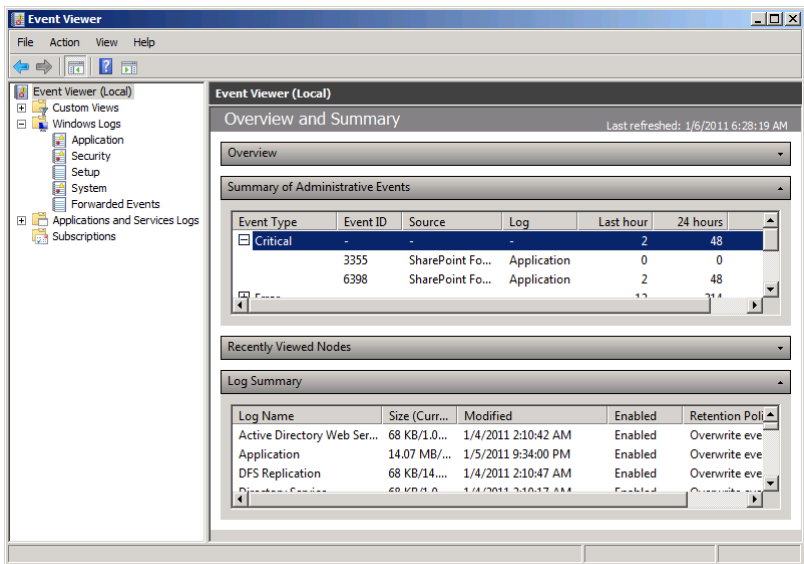 Event Viewer
File Action View Help
Event Viewer (Local)
Custom Views
Windows Logs
Application
Security
Setup
System
Forwarded Events
Applications and Services Logs
Subscriptions
Event Viewer (Local)
Overview and Summary Last refreshed: 1/6/2011 6:28:19 AM
Overview
Summary of Administrative Events
Event Type Event ID Source Log Last hour 24 hours
Critical - - - 2 48
3355 SharePoint Fo... Application 0 0
6398 SharePoint Fo... Application 2 48
Recently Viewed Nodes
Log Summary
Log Name Size (Curr... Modified Enabled Retention Poli
Active Directory Web Ser... 68 KB/1.0... 1/4/2011 2:10:42 AM Enabled Overwrite eve
Application 14.07 MB/... 1/5/2011 9:34:00 PM Enabled Overwrite eve
DFS Replication 68 KB/14.... 1/4/2011 2:10:47 AM Enabled Overwrite eve